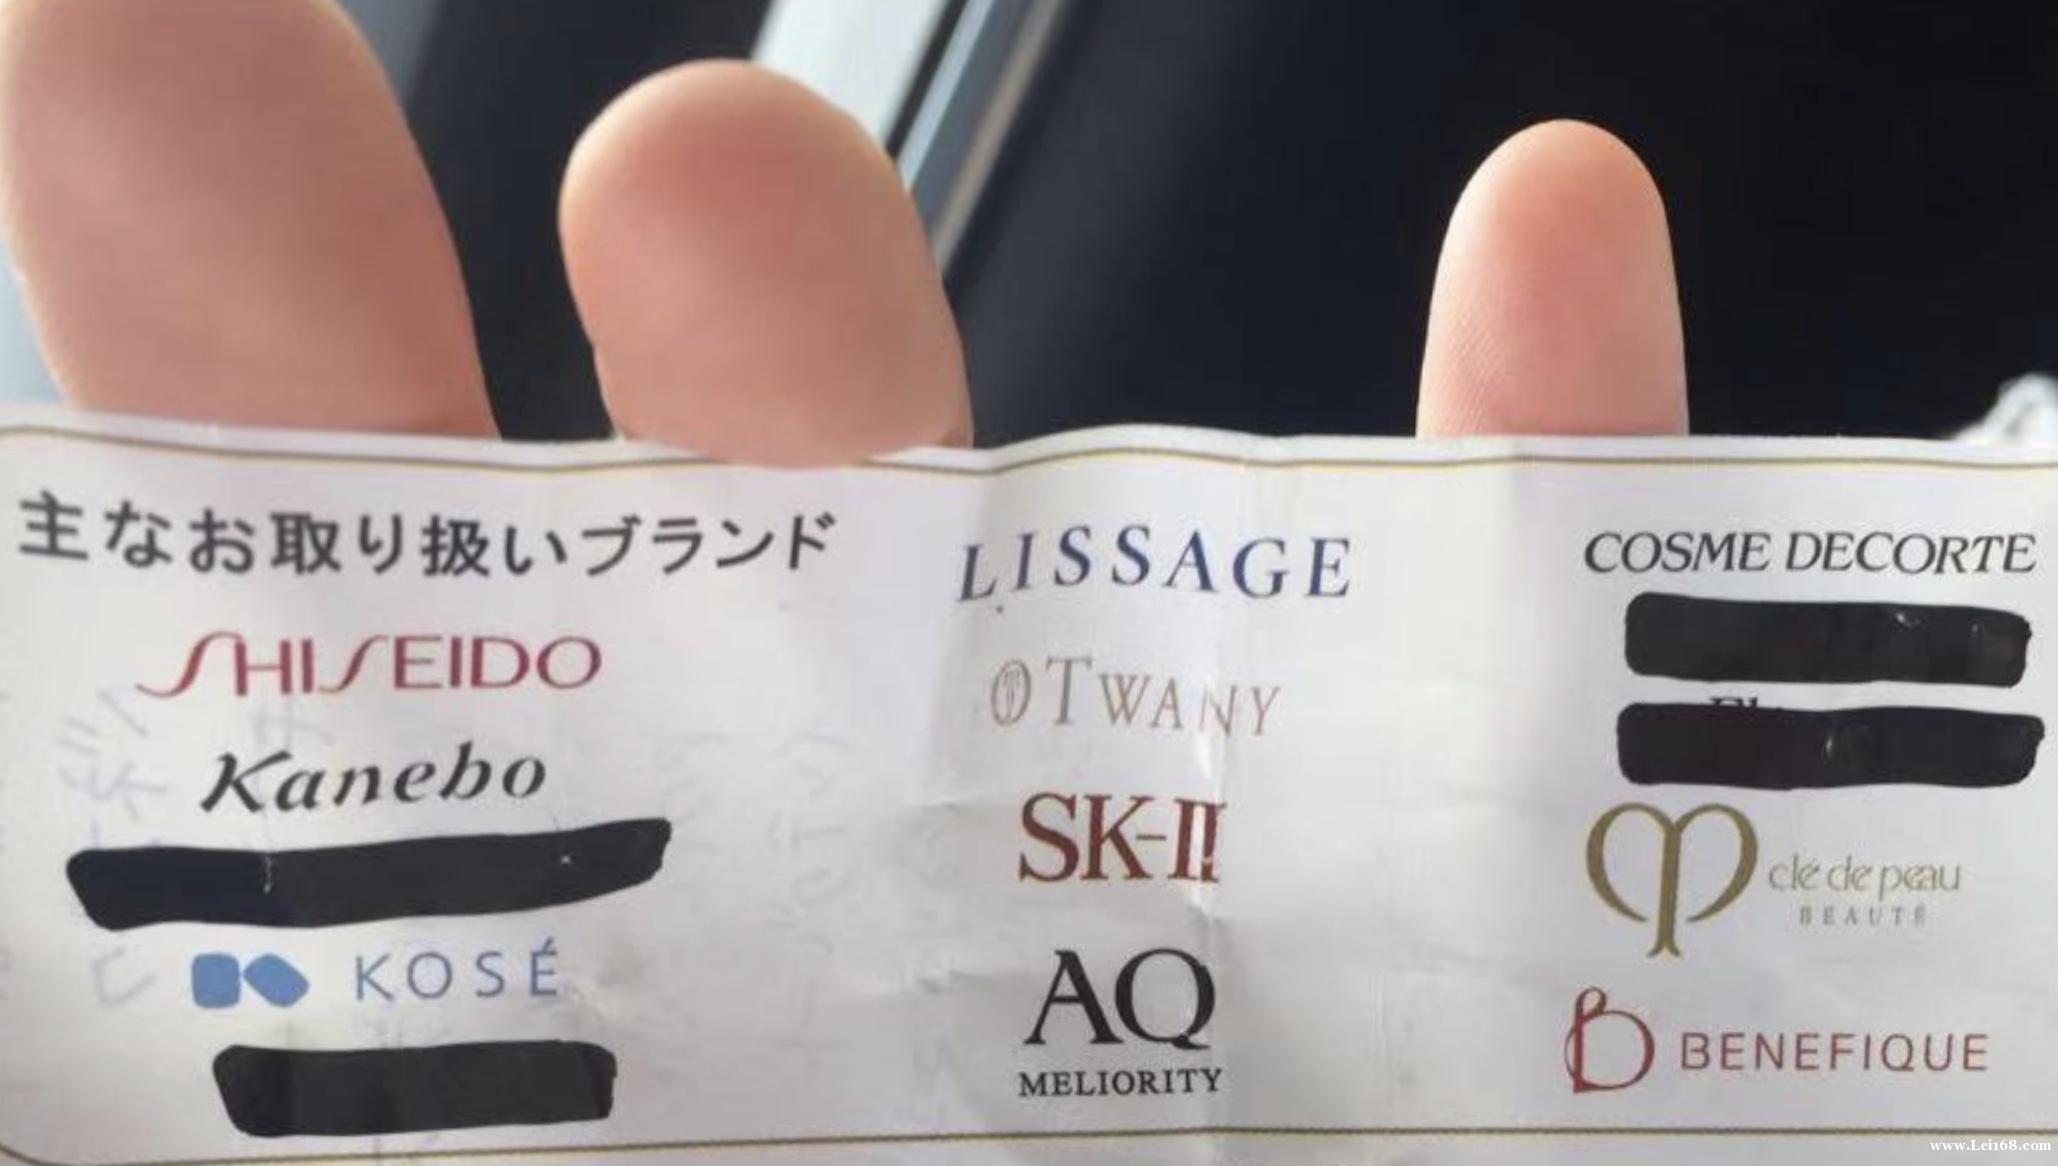 主なお取り扱いブランド
SHISEIDO
Kanebo
KOSÉ
LISSAGE
TWANY
SK-II
AQ
MELIORITY
COSME DECORTE
clé de peau
BEAUTÉ
BENEFIQUE
www.Lei168.com